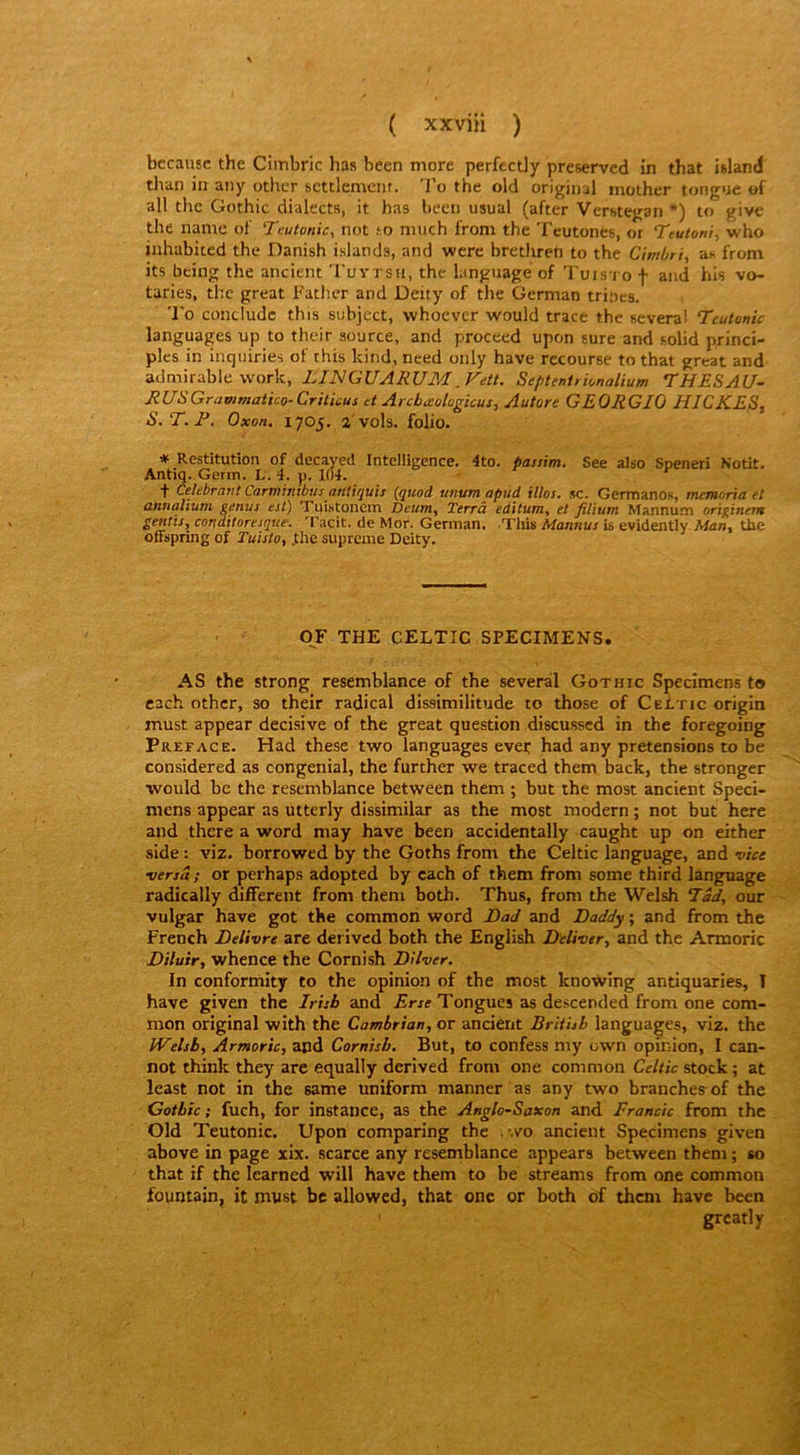 ( xxviii )
because the Cimbric has been more perfectly preserved in that island
than in any other settlement. To the old original mother tongue of
all the Gothic dialects, it has been usual (after Verstegan *) to give
the name of Teutonic, not so much from the Teutones, or Teutoni, who
inhabited the Danish islands, and were brethren to the Cimbri, as from
its being the ancient TUYTSH, the language of TUISTO † and his vo-
taries, the great Father and Deity of the German tribes.
To conclude this subject, whoever would trace the several Teutonic
languages up to their source, and proceed upon sure and solid princi-
ples in inquiries of this kind, need only have recourse to that great and
admirable work, LINGUARUM. Vett. Septentrionalium THESAU-
RUS Grammatico-Criticus et Archæologicus, Autore GEORGIO HICKES,
S. T. P. Oxon. 1705. 2 vols. folio.
* Restitution of decayed Intelligence. 4to. passim. See also Speneri Notit.
Antiq. Germ. L. 4. p. 104.
† Celebrant Carminibus antiquis (quod unum apud illos. sc. Germanos, memoria et
annalium genus est) Tuistonem Deum, Terrâ editum, et filium Mannum originem
gentis, conditoresque. Tacit. de Mor. German. This Mannus is evidently Man, the
offspring of Tuisto, the supreme Deity.
OF THE CELTIC SPECIMENS.
AS the strong resemblance of the several GOTHIC Specimens to
each other, so their radical dissimilitude to those of CELTIC origin
must appear decisive of the great question discussed in the foregoing
PREFACE. Had these two languages ever had any pretensions to be
considered as congenial, the further we traced them back, the stronger
would be the resemblance between them ; but the most ancient Speci-
mens appear as utterly dissimilar as the most modern ; not but here
and there a word may have been accidentally caught up on either
side : viz. borrowed by the Goths from the Celtic language, and vice
versâ ; or perhaps adopted by each of them from some third language
radically different from them both. Thus, from the Welsh Tâd, our
vulgar have got the common word Dad and Daddy ; and from the
French Delivre are derived both the English Deliver, and the Armoric
Diluir, whence the Cornish Dilver.
In conformity to the opinion of the most knowing antiquaries, I
have given the Irish and Erse Tongues as descended from one com-
mon original with the Cambrian, or ancient British languages, viz. the
Welsh, Armoric, and Cornish. But, to confess my own opinion, I can-
not think they are equally derived from one common Celtic stock ; at
least not in the same uniform manner as any two branches of the
Gothic ; fuch, for instance, as the Anglo-Saxon and Francic from the
Old Teutonic. Upon comparing the two ancient Specimens given
above in page xix. scarce any resemblance appears between them ; so
that if the learned will have them to be streams from one common
fountain, it must be allowed, that one or both of them have been
greatly